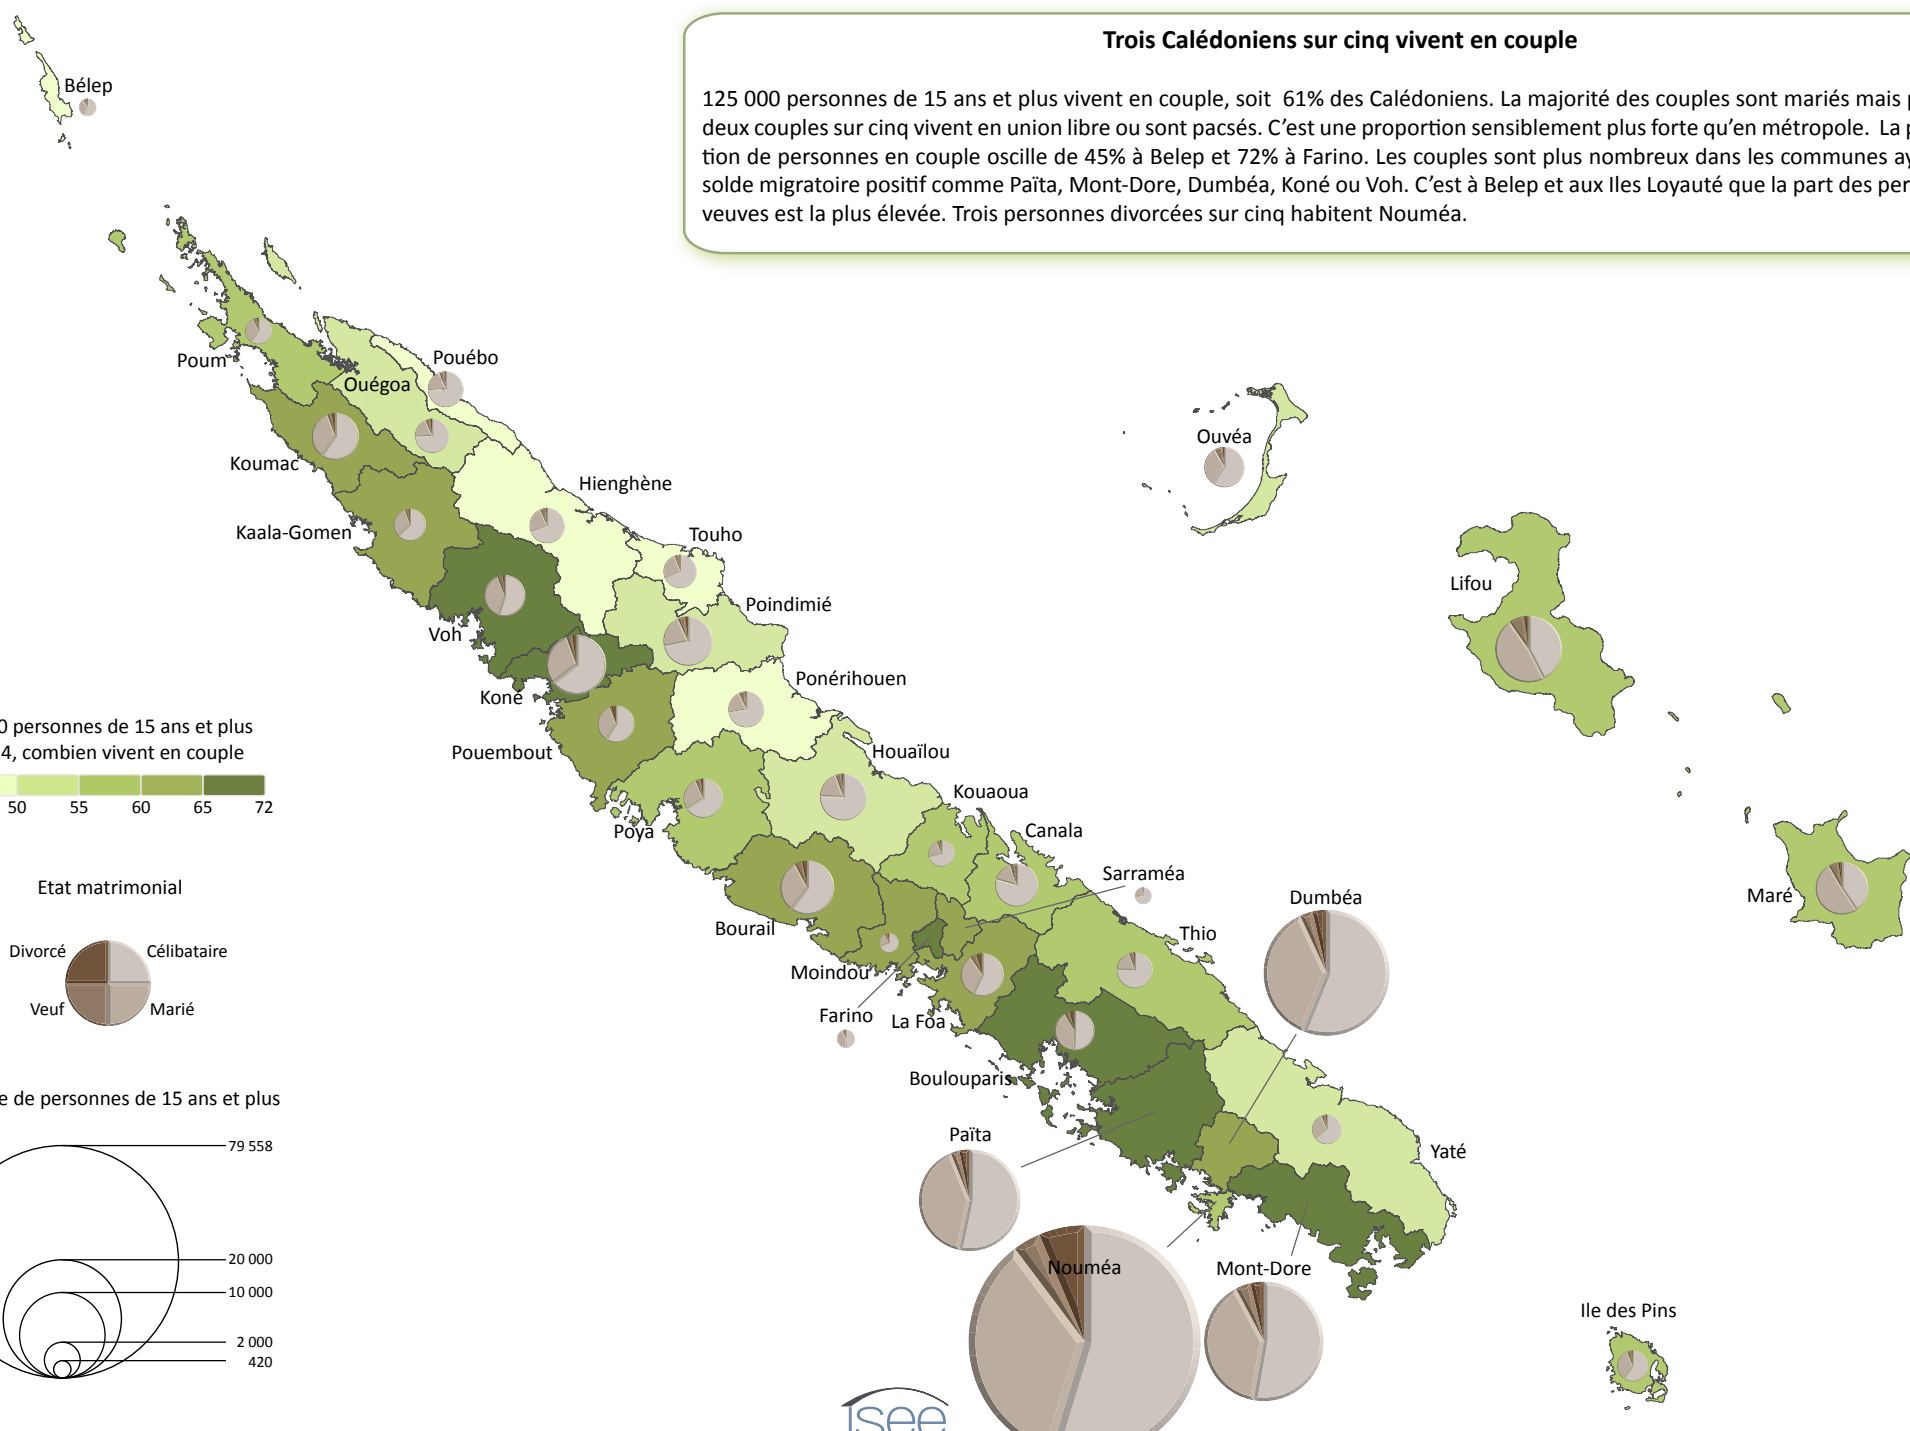 Trois Calédoniens sur cinq vivent en couple
125 000 personnes de 15 ans et plus vivent en couple, soit 61% des Calédoniens. La majorité des couples sont mariés mais
deux couples sur cinq vivent en union libre ou sont pacsés. C'est une proportion sensiblement plus forte qu'en métropole. La
tion de personnes en couple oscille de 45% à Belep et 72% à Farino. Les couples sont plus nombreux dans les communes
solde migratoire positif comme Païta, Mont-Dore, Dumbéa, Koné ou Voh. C'est à Belep et aux Iles Loyauté que la part des
veuves est la plus élevée. Trois personnes divorcées sur cinq habitent Nouméa.
Bélep
Poum
Pouébo
Ouégoa
Koumac
Ouvéa
Hienghène
Kaala-Gomen
Touho
Lifou
Poindimié
Voh
Ponérihouen
Koné
Pouembout
Houaïlou
Kouaoua
Poya
Canala
Sarraméa
Dumbéa
Maré
Bourail
Thio
Moindou
Farino
La Foa
Boulouparis
Païta
Yaté
Nouméa
Mont-Dore
Ile des Pins
personnes de 15 ans et plus
combien vivent en couple
50 55 60 65 72
Etat matrimonial
Divorcé Célibataire
Veuf Marié
de personnes de 15 ans et plus
79 558
20 000
10 000
2 000
420
isee